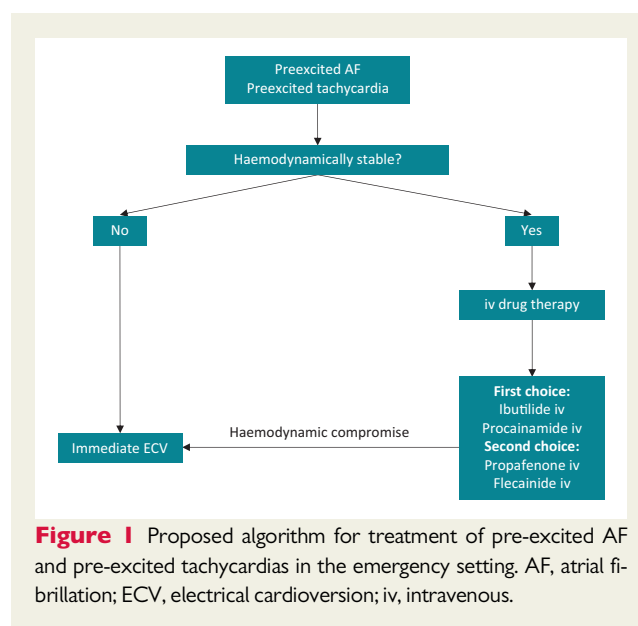 Preexcited AF
Preexcited tachycardia
Haemodynamically stable?
No
Yes
iv drug therapy
First choice:
Ibutilide iv
Procainamide iv
Second choice:
Propafenone iv
Flecainide iv
Haemodynamic compromise
Immediate ECV
Figure 1 Proposed algorithm for treatment of pre-excited AF
and pre-excited tachycardias in the emergency setting. AF, atrial fi-
brillation; ECV, electrical cardioversion; iv, intravenous.